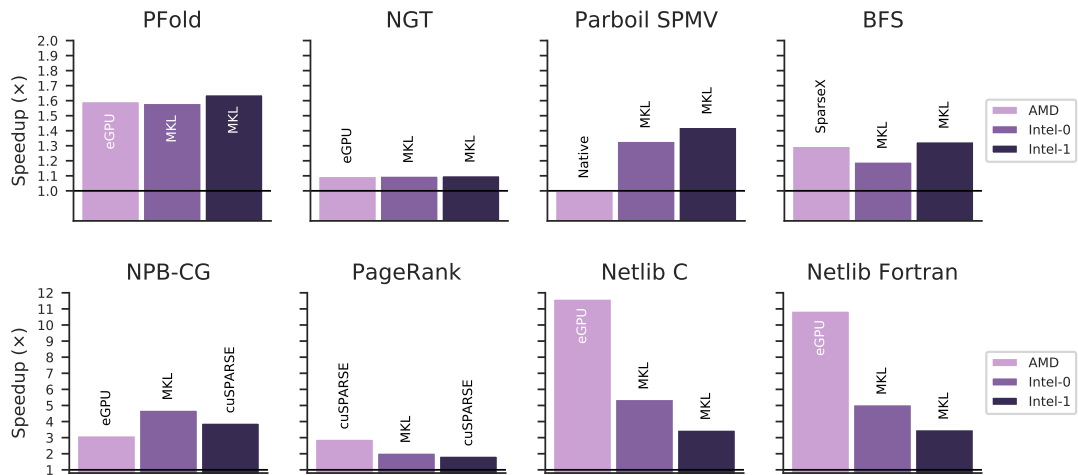 PFold
NGT
Parboil SPMV
BFS
Speedup (×)
2.0
1.9
1.8
1.7
1.6
1.5
1.4
1.3
1.2
1.1
1.0
eGPU
MKL
MKL
eGPU
MKL
MKL
Native
MKL
MKL
SparseX
MKL
MKL
AMD
Intel-0
Intel-1
NPB-CG
PageRank
Netlib C
Netlib Fortran
Speedup (×)
12
11
10
9
8
7
6
5
4
3
2
1
eGPU
MKL
cuSPARSE
cuSPARSE
MKL
cuSPARSE
eGPU
MKL
MKL
eGPU
MKL
MKL
AMD
Intel-0
Intel-1